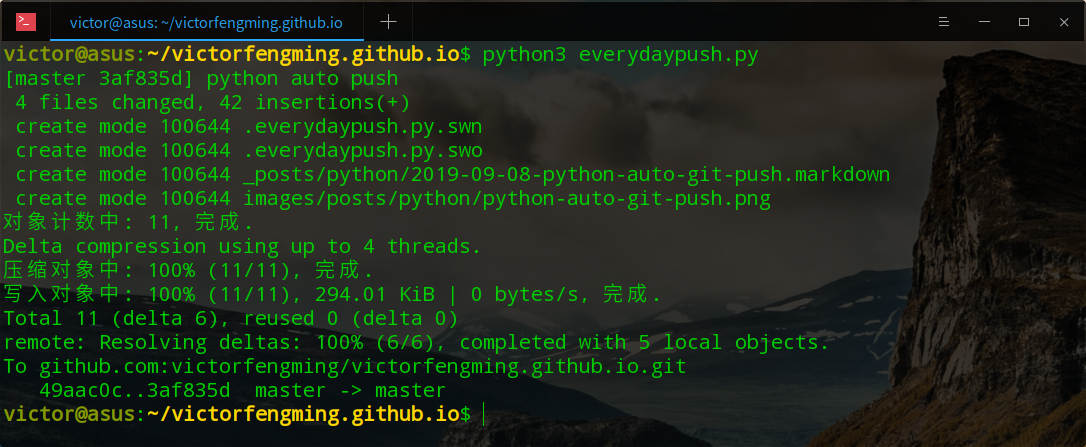 victor@asus: ~/victorfengming.github.io
victor@asus:~/victorfengming.github.io$ python3 everydaypush.py
[master 3af835d] python auto push
 4 files changed, 42 insertions(+)
 create mode 100644 .everydaypush.py.swn
 create mode 100644 .everydaypush.py.swo
 create mode 100644 _posts/python/2019-09-08-python-auto-git-push.markdown
 create mode 100644 images/posts/python/python-auto-git-push.png
对象计数中: 11, 完成.
Delta compression using up to 4 threads.
压缩对象中: 100% (11/11), 完成.
写入对象中: 100% (11/11), 294.01 KiB | 0 bytes/s, 完成.
Total 11 (delta 6), reused 0 (delta 0)
remote: Resolving deltas: 100% (6/6), completed with 5 local objects.
To github.com:victorfengming/victorfengming.github.io.git
   49aac0c..3af835d  master -> master
victor@asus:~/victorfengming.github.io$